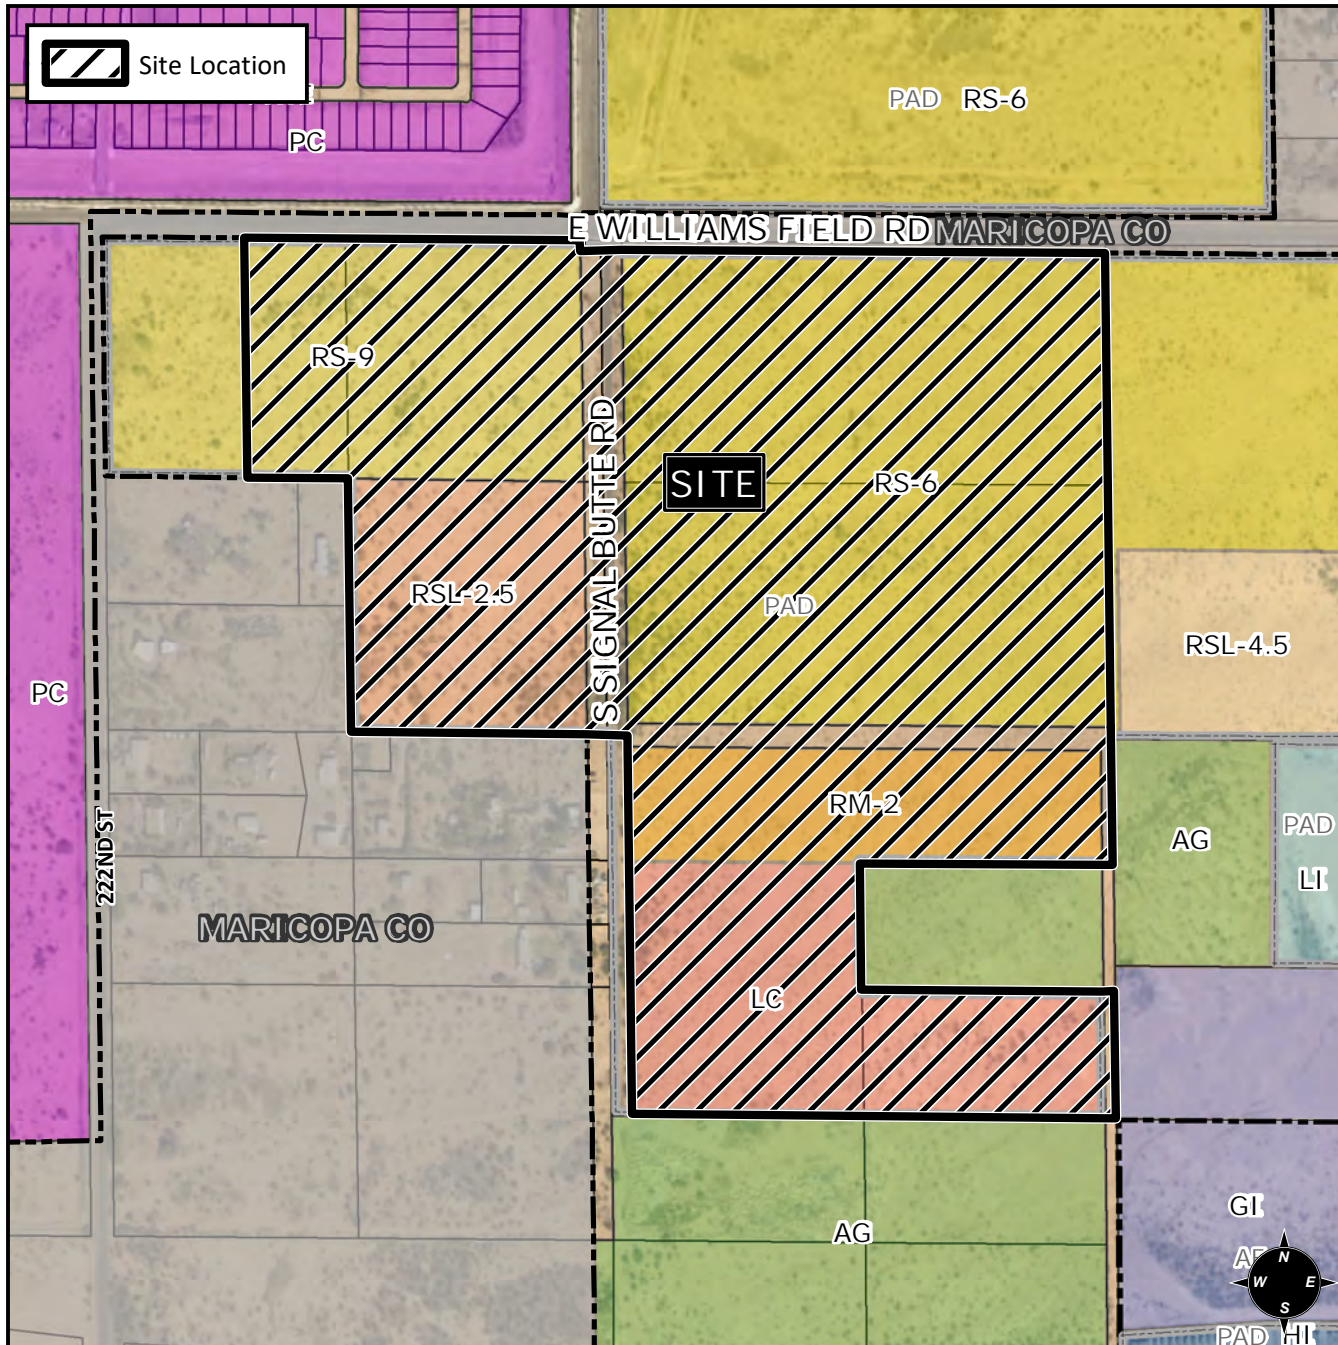 Site Location
PAD RS-6
PC
E WILLIAMS FIELD RD MARICOPA CO
RS-9
S SIGNAL BUTTE RD
SITE
RS-6
RSL-2.5
PAD
RSL-4.5
PC
RM-2
222ND ST
AG
PAD
LI
MARICOPA CO
LC
GI
AG
N
W E
S
PAD HI